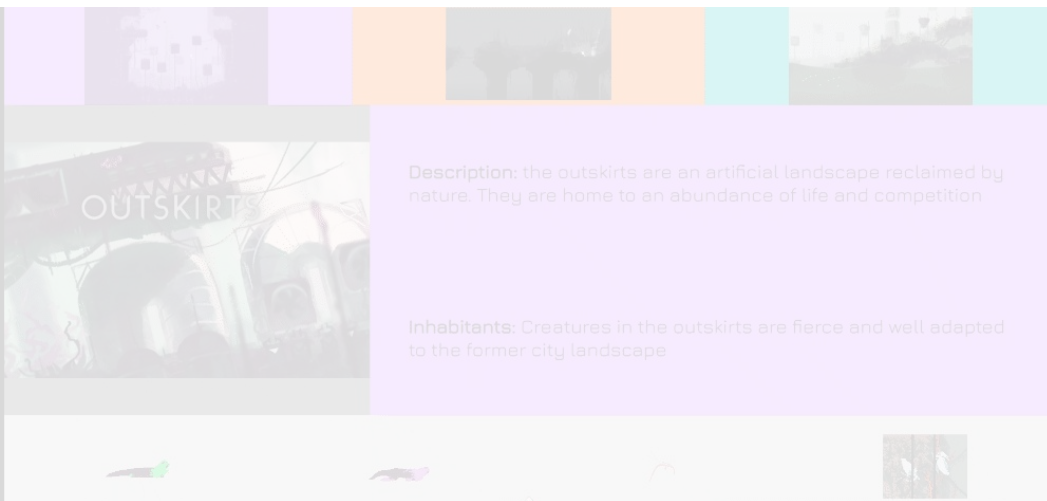 OUTSKIRTS
Description: the outskirts are an artificial landscape reclaimed by
nature. They are home to an abundance of life and competition
Inhabitants: Creatures in the outskirts are fierce and well adapted
to the former city landscape